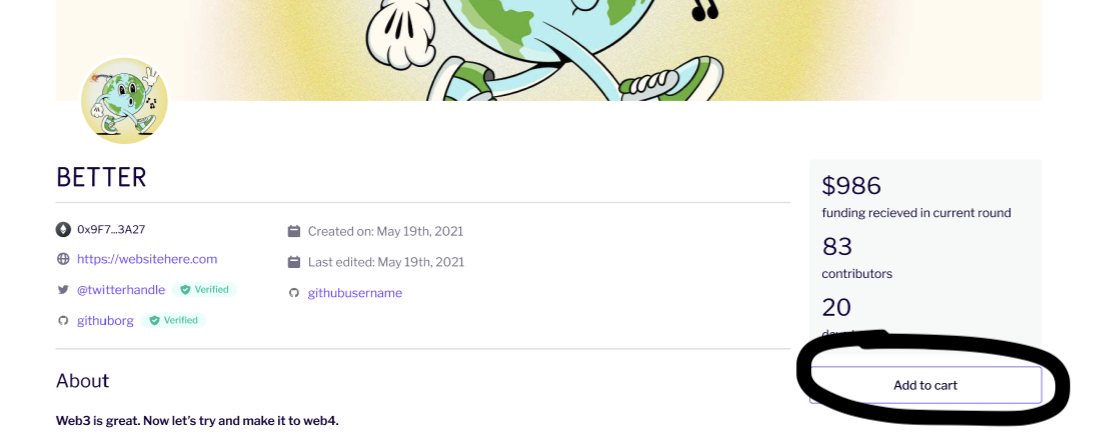 BETTER
0x9F7...3A27
https://websitehere.com
@twitterhandle Verified
githuborg Verified
Created on: May 19th, 2021
Last edited: May 19th, 2021
githubusername
$986
funding recieved in current round
83
contributors
20
Add to cart
About
Web3 is great. Now let's try and make it to web4.